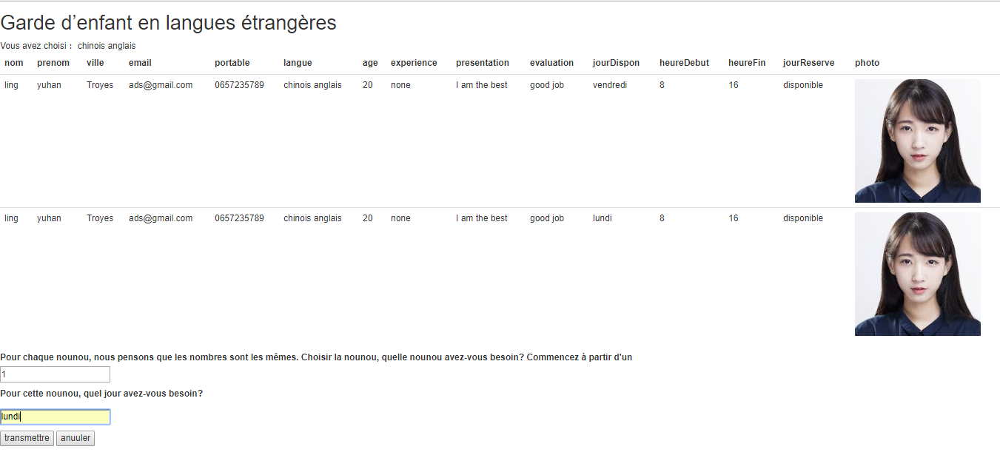 Garde d’enfant en langues étrangères
Vous avez choisi : chinois anglais
nom prenom ville email portable langue age experience presentation evaluation jourDispon heureDebut heureFin jourReserve photo
ling yuhan Troyes ads@gmail.com 0657235789 chinois anglais 20 none I am the best good job vendredi 8 16 disponible
ling yuhan Troyes ads@gmail.com 0657235789 chinois anglais 20 none I am the best good job lundi 8 16 disponible
Pour chaque nounou, nous pensons que les nombres sont les mêmes. Choisir la nounou, quelle nounou avez-vous besoin? Commencez à partir d'un
1
Pour cette nounou, quel jour avez-vous besoin?
lundi
transmettre anuuler